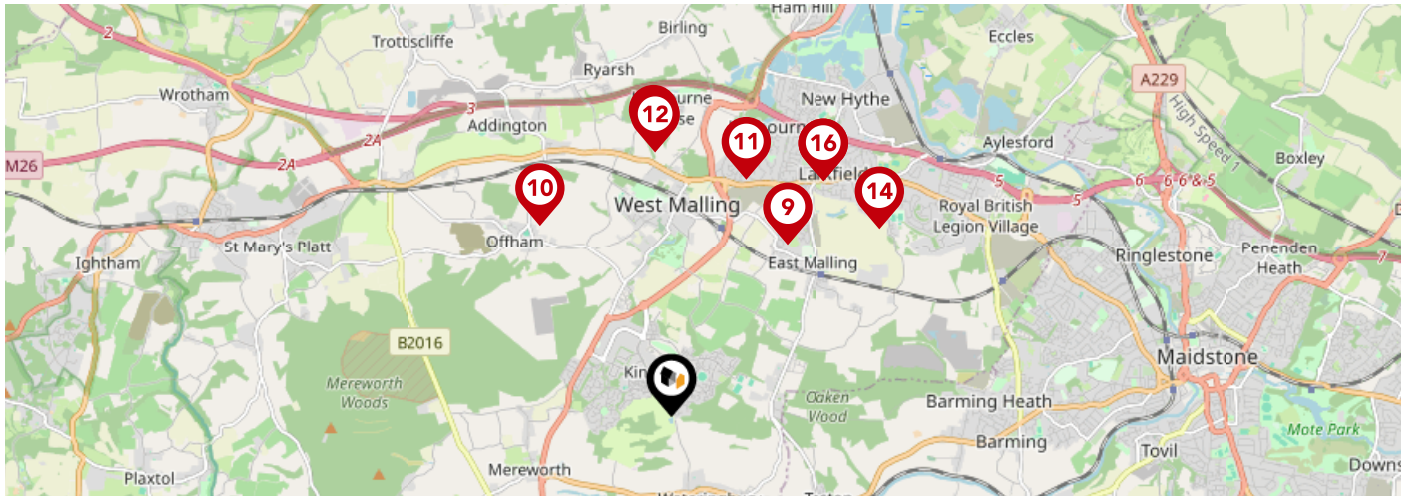 2
Ham Hill
Birling
Trottiscliffe
Eccles
Ryarsh
A229
Wrotham
New Hythe
3
12
Addington
High Speed 1
2A
11
16
Aylesford
M26
2A
Boxley
10
14
5
6
6-6 & 5
9
West Malling
5
Royal British
Legion Village
Offham
St Mary's Platt
Ightham
East Malling
Ringlestone
Penenden
Heath
7
B2016
Maidstone
Mereworth
Woods
Oaken
Wood
Barming Heath
Mote Park
Barming
Tovil
Mereworth
Plaxtol